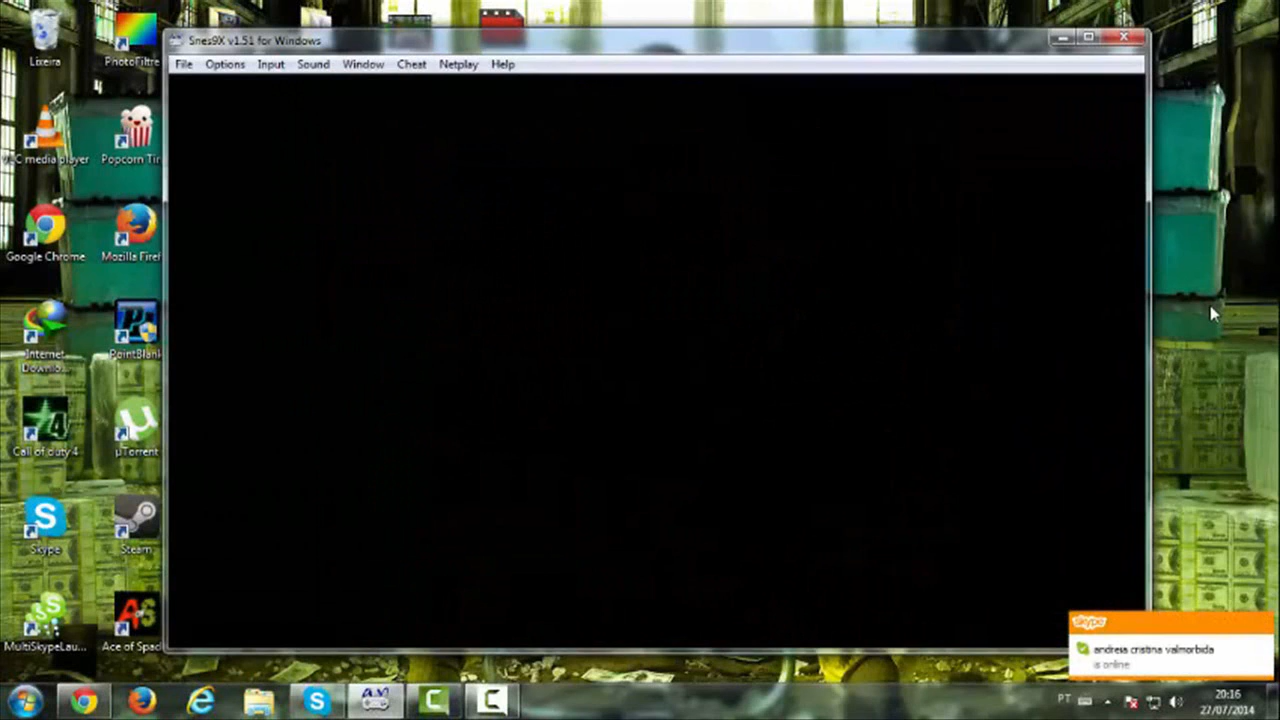 Snes9X v1.51 for Windows
File Options Input Sound Window Cheat Netplay Help
Lixeira
PhotoFiltre
VLC media player
Popcorn Tim
Google Chrome
Mozilla Firef
Internet
Downlo...
PointBlank
Call of duty 4
µTorrent
Skype
Steam
MultiSkypeLau...
Ace of Spac
skype
andreia cristina valmorbida
is online
PT
20:16
27/07/2014